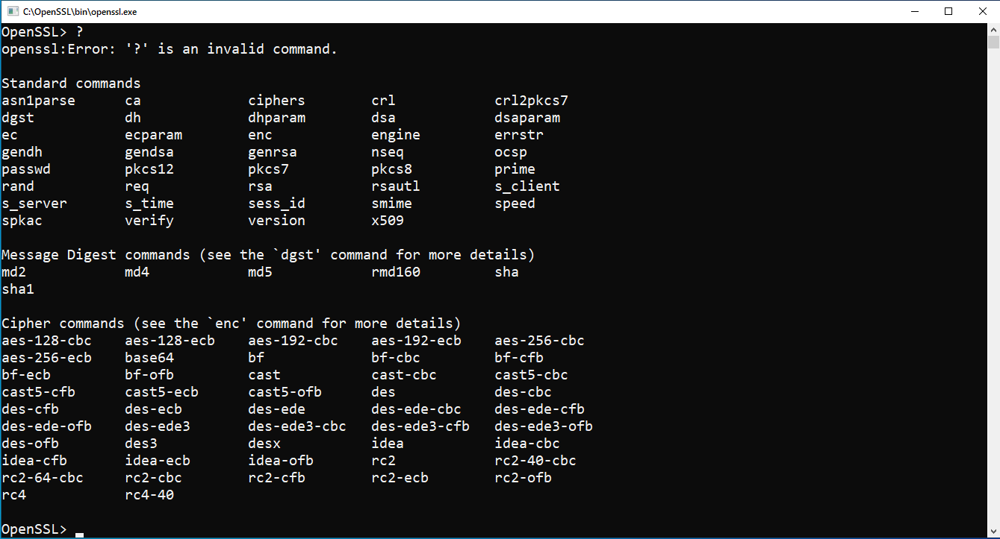 C:\OpenSSL\bin\openssl.exe
OpenSSL> ?
openssl:Error: '?' is an invalid command.
Standard commands
asn1parse ca ciphers crl crl2pkcs7
dgst dh dhparam dsa dsaparam
ec ecparam enc engine errstr
gendh gendsa genrsa nseq ocsp
passwd pkcs12 pkcs7 pkcs8 prime
rand req rsa rsautl s_client
s_server s_time sess_id smime speed
spkac verify version x509
Message Digest commands (see the `dgst' command for more details)
md2 md4 md5 rmd160 sha
sha1
Cipher commands (see the `enc' command for more details)
aes-128-cbc aes-128-ecb aes-192-cbc aes-192-ecb aes-256-cbc
aes-256-ecb base64 bf bf-cbc bf-cfb
bf-ecb bf-ofb cast cast-cbc cast5-cbc
cast5-cfb cast5-ecb cast5-ofb des des-cbc
des-cfb des-ecb des-ede des-ede-cbc des-ede-cfb
des-ede-ofb des-ede3 des-ede3-cbc des-ede3-cfb des-ede3-ofb
des-ofb des3 desx idea idea-cbc
idea-cfb idea-ecb idea-ofb rc2 rc2-40-cbc
rc2-64-cbc rc2-cbc rc2-cfb rc2-ecb rc2-ofb
rc4 rc4-40
OpenSSL>